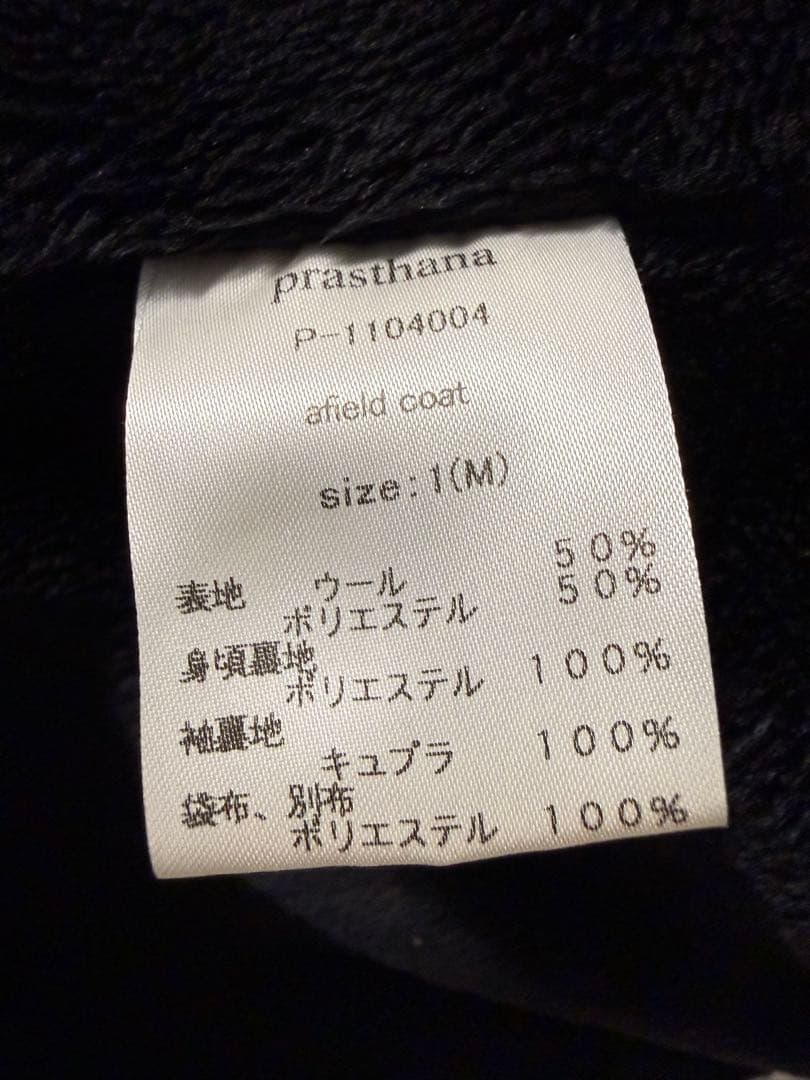 prasthana
P-1104004
afield coat
size:1(M)
表地 ウール 50%
ポリエステル 50%
身頃裏地
ポリエステル 100%
袖裏地
キュプラ 100%
袋布、別布
ポリエステル 100%